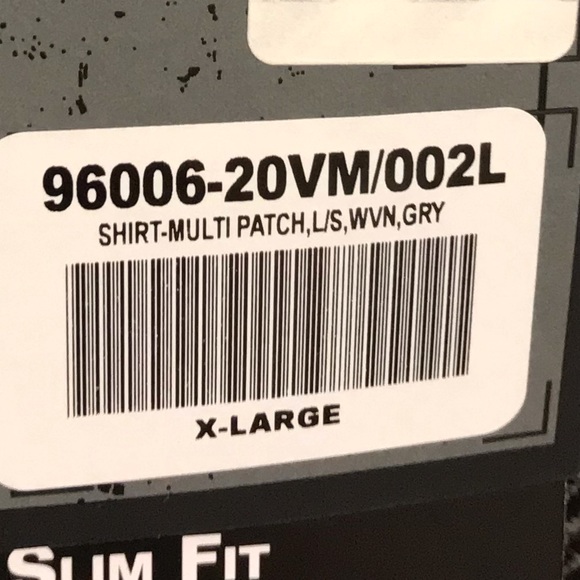 96006-20VM/002L
SHIRT-MULTI PATCH,L/S,WVN,GRY
X-LARGE
SLIM FIT